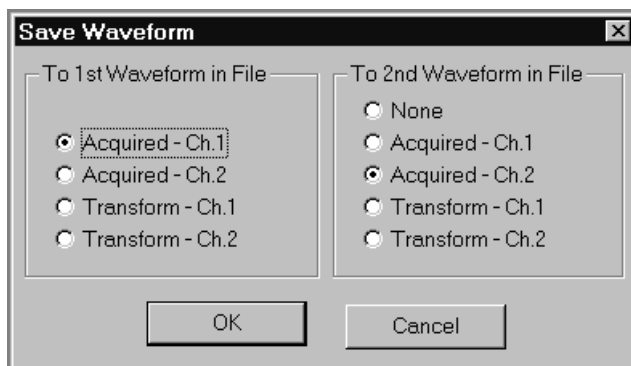 Save Waveform
To 1st Waveform in File
Acquired - Ch.1
Acquired - Ch.2
Transform - Ch.1
Transform - Ch.2
To 2nd Waveform in File
None
Acquired - Ch.1
Acquired - Ch.2
Transform - Ch.1
Transform - Ch.2
OK
Cancel